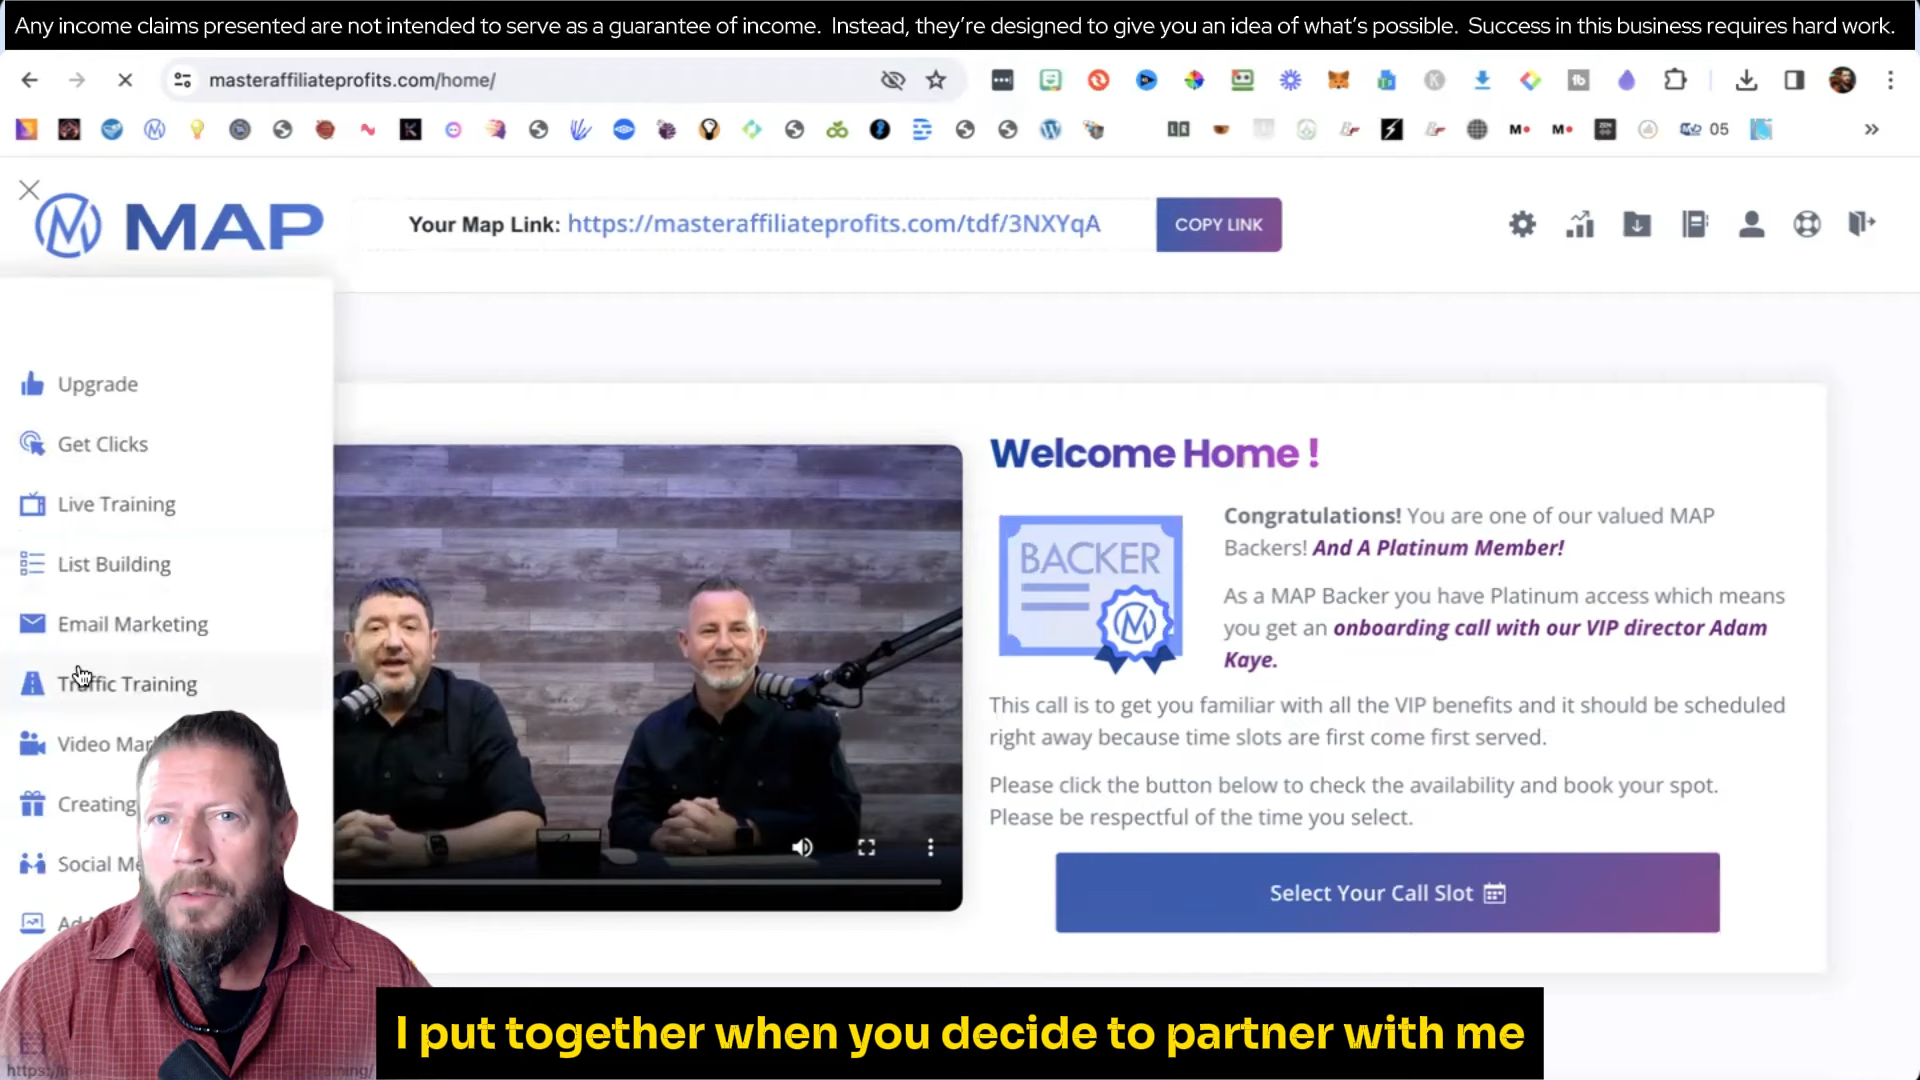 Any income claims presented are not intended to serve as a guarantee of income. Instead, they're designed to give you an idea of what's possible. Success in this business requires hard work.
masteraffiliateprofits.com/home/
05
MAP
Your Map Link: https://masteraffiliateprofits.com/tdf/3NXYqA
COPY LINK
Upgrade
Get Clicks
Live Training
List Building
Email Marketing
Traffic Training
Video Mar
Creating
Social Me
Welcome Home !
BACKER
Congratulations! You are one of our valued MAP
Backers! And A Platinum Member!
As a MAP Backer you have Platinum access which means
you get an onboarding call with our VIP director Adam
Kaye.
This call is to get you familiar with all the VIP benefits and it should be scheduled
right away because time slots are first come first served.
Please click the button below to check the availability and book your spot.
Please be respectful of the time you select.
Select Your Call Slot
I put together when you decide to partner with me